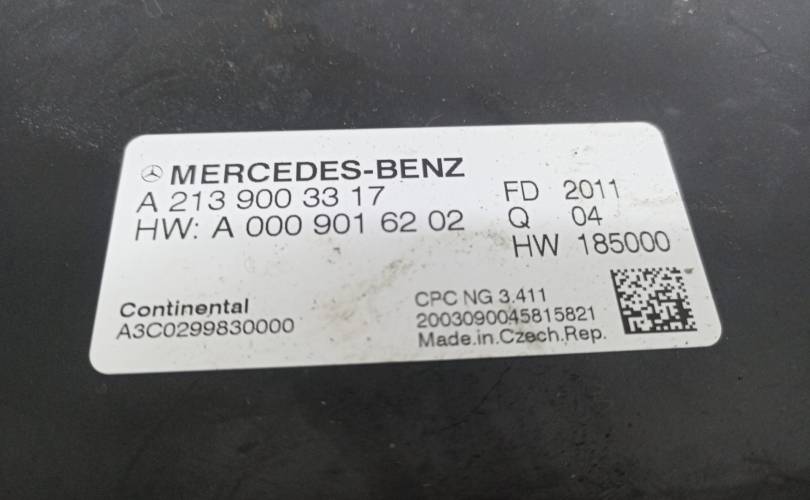 MERCEDES-BENZ
A 213 900 33 17
HW: A 000 901 62 02
FD 2011
Q 04
HW 185000
Continental
A3C0299830000
CPC NG 3.411
2003090045815821
Made.in.Czech.Rep.